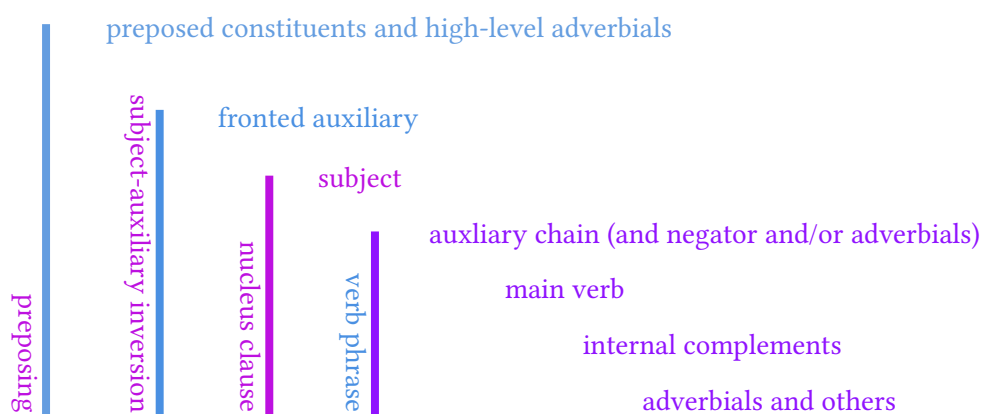 preposed constituents and high-level adverbials
fronted auxiliary
subject
auxliary chain (and negator and/or adverbials)
main verb
internal complements
adverbials and others
preposing
subject-auxiliary inversion
nucleus clause
verb phrase